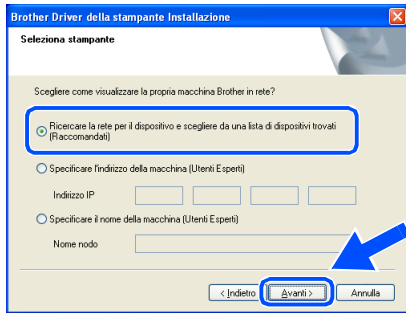 Brother Driver della stampante Installazione
Seleziona stampante
Scegliere come visualizzare la propria macchina Brother in rete?
Ricercare la rete per il dispositivo e scegliere da una lista di dispositivi trovati
(Raccomandati)
Specificare l'indirizzo della macchina (Utenti Esperti)
Indirizzo IP
Specificare il nome della macchina (Utenti Esperti)
Nome nodo
< Indietro
Avanti >
Annulla